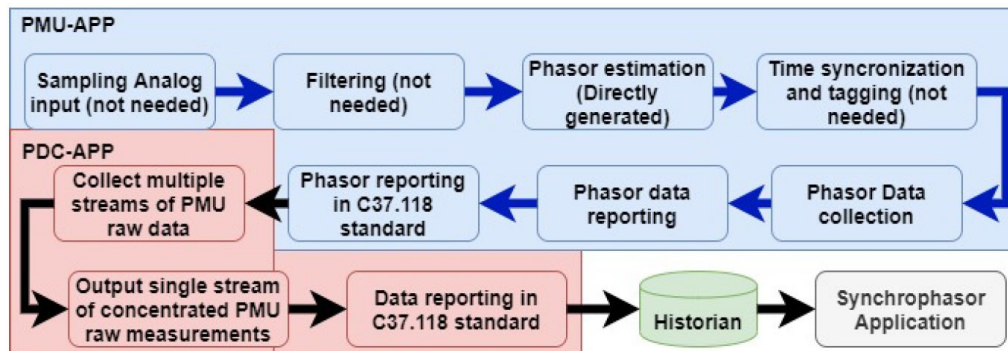 PMU-APP
Sampling Analog
input (not needed)
Filtering (not
needed)
Phasor estimation
(Directly
generated)
Time syncronization
and tagging (not
needed)
PDC-APP
Collect multiple
streams of PMU
raw data
Phasor reporting
in C37.118
standard
Phasor data
reporting
Phasor Data
collection
Output single stream
of concentrated PMU
raw measurements
Data reporting in
C37.118 standard
Historian
Synchrophasor
Application